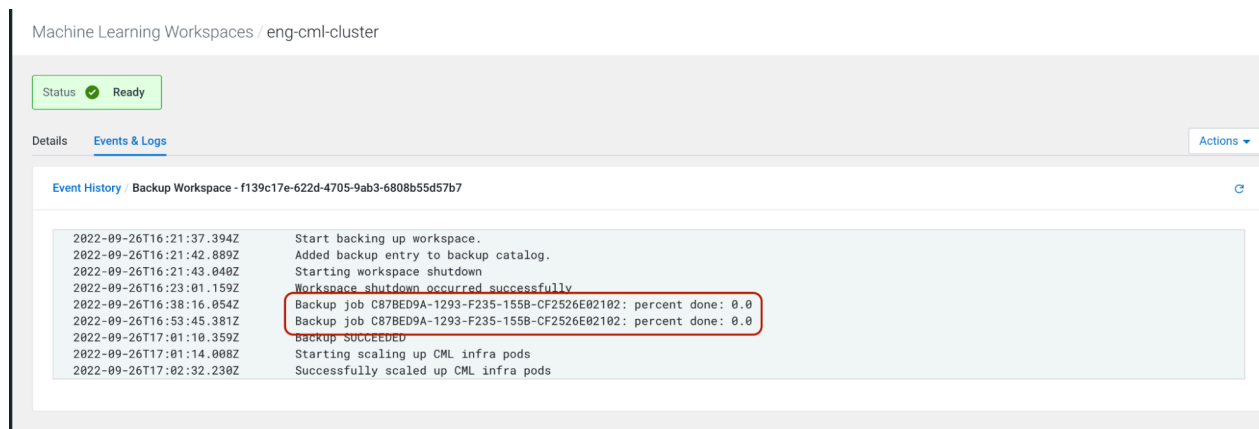 Machine Learning Workspaces / eng-cml-cluster
Status Ready
Details Events & Logs Actions
Event History / Backup Workspace - f139c17e-622d-4705-9ab3-6808b55d57b7
2022-09-26T16:21:37.394Z Start backing up workspace.
2022-09-26T16:21:42.889Z Added backup entry to backup catalog.
2022-09-26T16:21:43.040Z Starting workspace shutdown
2022-09-26T16:23:01.159Z Workspace shutdown occurred successfully
2022-09-26T16:38:16.054Z Backup job C87BED9A-1293-F235-155B-CF2526E02102: percent done: 0.0
2022-09-26T16:53:45.381Z Backup job C87BED9A-1293-F235-155B-CF2526E02102: percent done: 0.0
2022-09-26T17:01:10.359Z Backup SUCCEEDED
2022-09-26T17:01:14.008Z Starting scaling up CML infra pods
2022-09-26T17:02:32.230Z Successfully scaled up CML infra pods